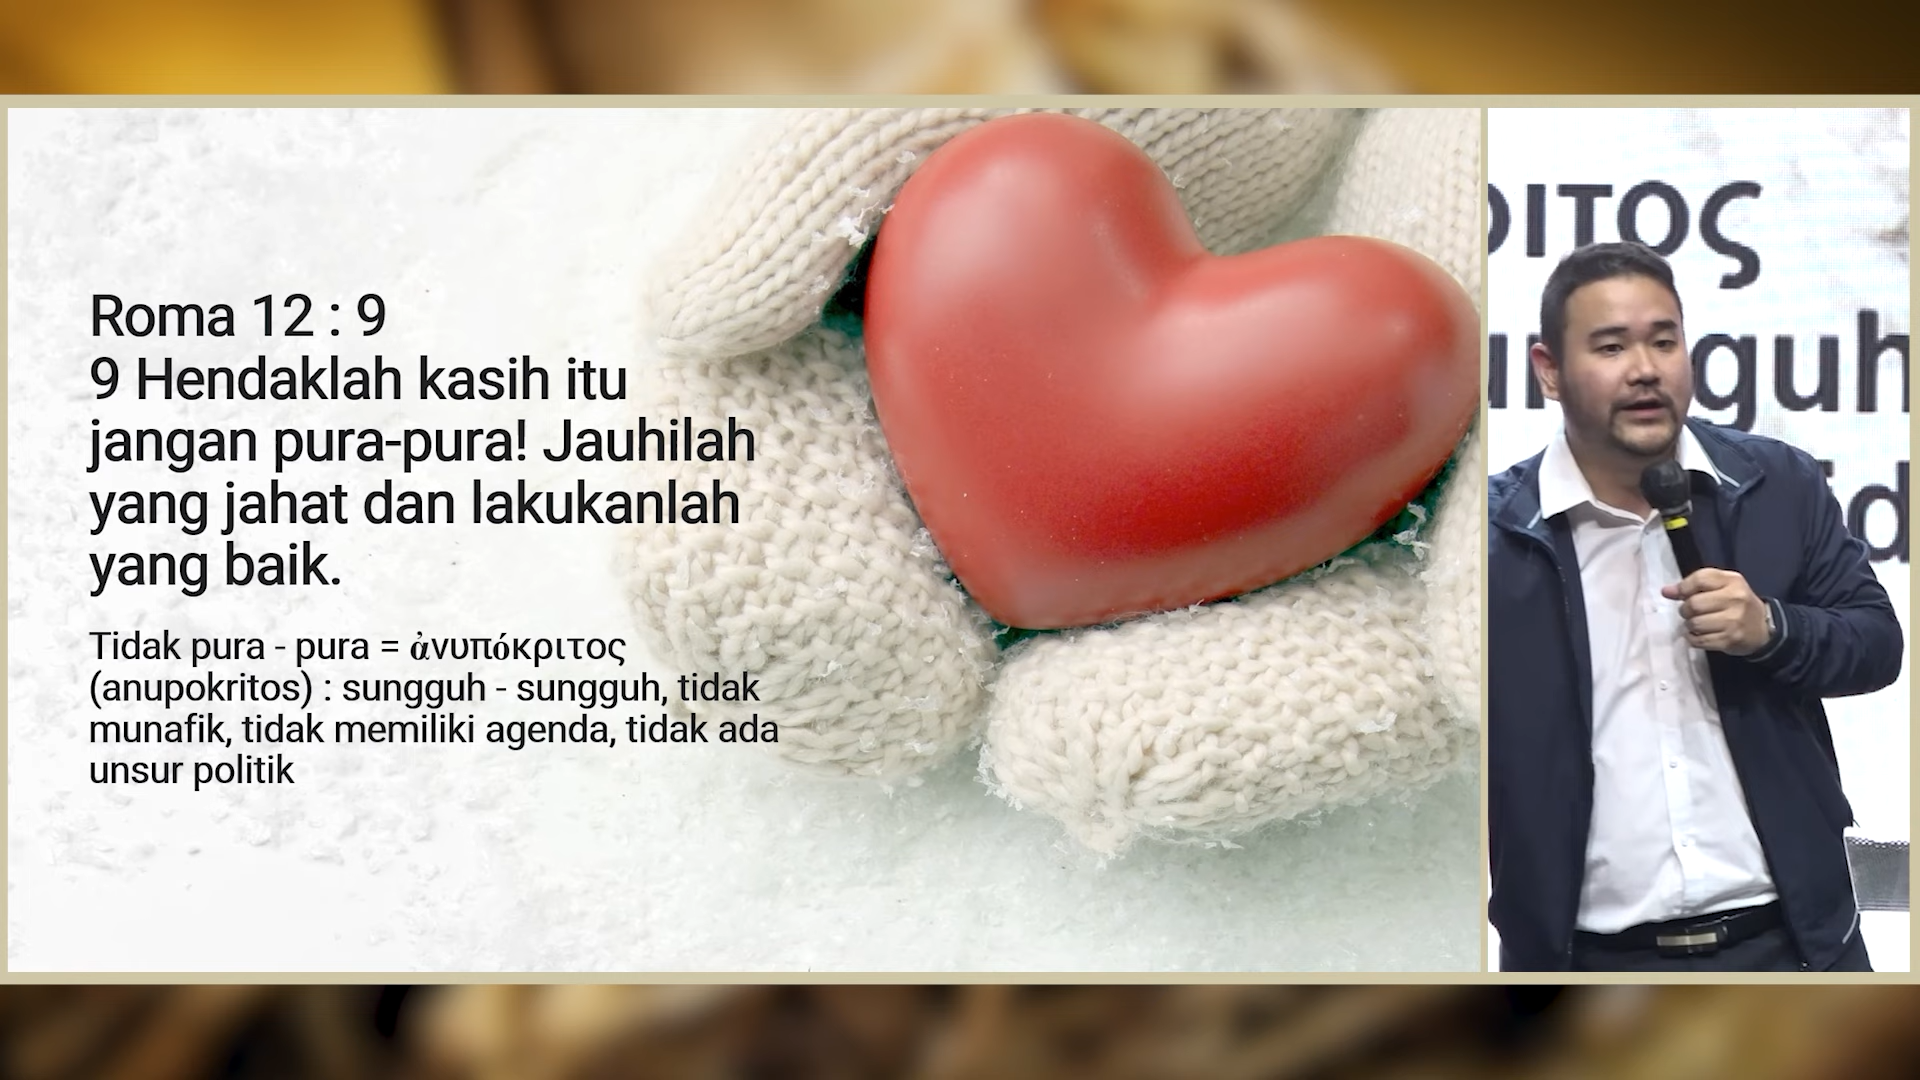 Roma 12 : 9
9 Hendaklah kasih itu
jangan pura-pura! Jauhilah
yang jahat dan lakukanlah
yang baik.
Tidak pura - pura = ἀνυπόκριτος
(anupokritos) : sungguh - sungguh, tidak
munafik, tidak memiliki agenda, tidak ada
unsur politik